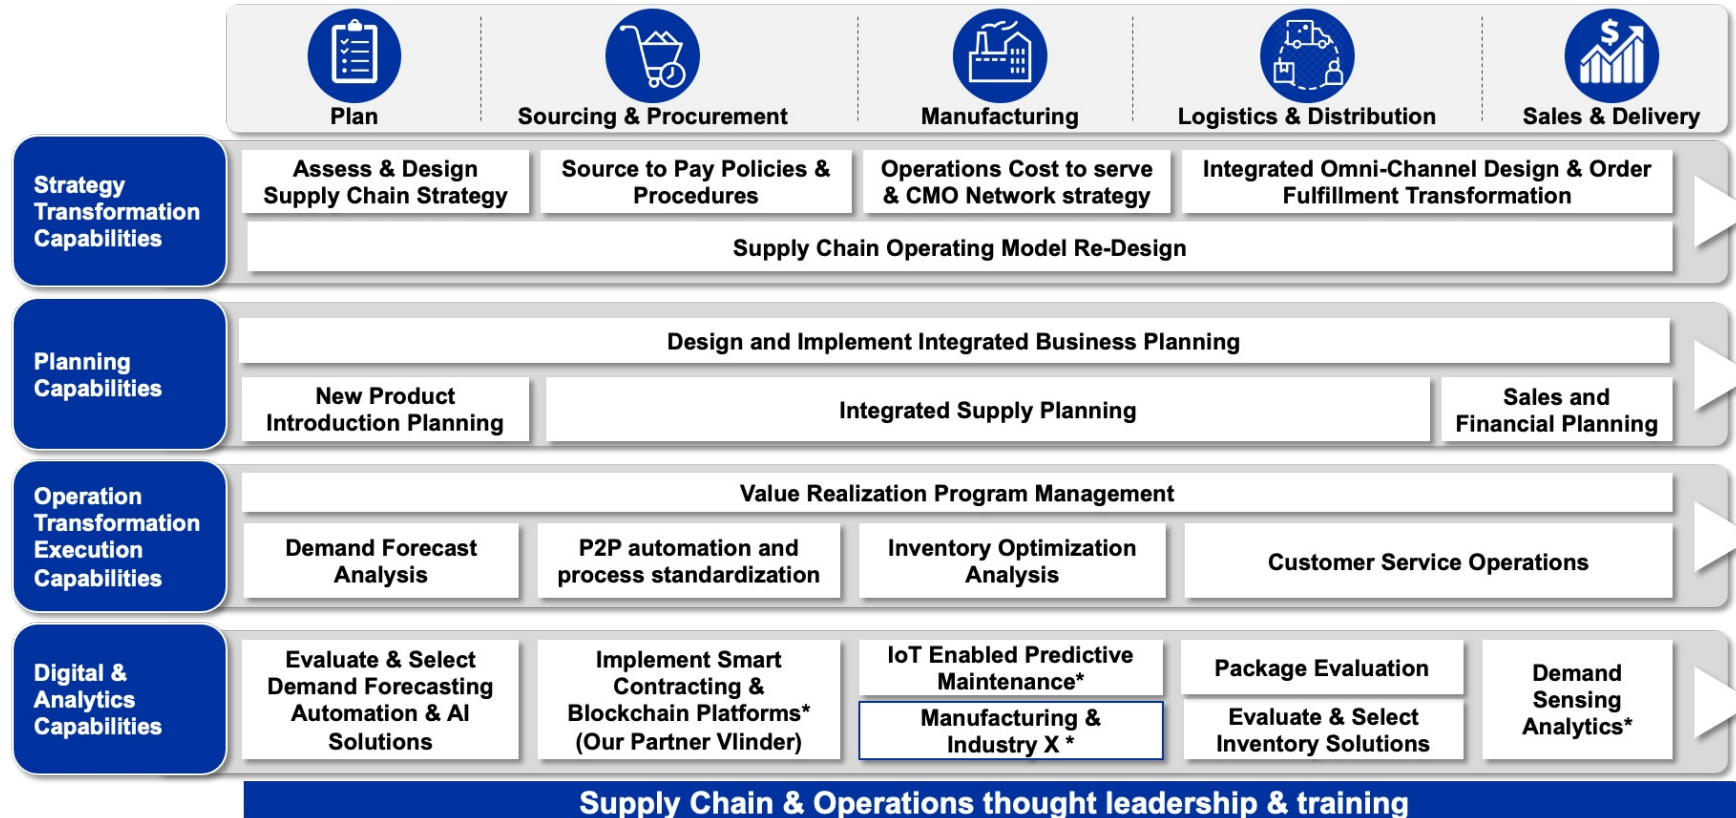 Plan
Sourcing & Procurement
Manufacturing
Logistics & Distribution
$
Sales & Delivery
Strategy
Transformation
Capabilities
Assess & Design
Supply Chain Strategy
Source to Pay Policies &
Procedures
Operations Cost to serve
& CMO Network strategy
Integrated Omni-Channel Design & Order
Fulfillment Transformation
Supply Chain Operating Model Re-Design
Planning
Capabilities
Design and Implement Integrated Business Planning
New Product
Introduction Planning
Integrated Supply Planning
Sales and
Financial Planning
Operation
Transformation
Execution
Capabilities
Value Realization Program Management
Demand Forecast
Analysis
P2P automation and
process standardization
Inventory Optimization
Analysis
Customer Service Operations
Digital &
Analytics
Capabilities
Evaluate & Select
Demand Forecasting
Automation & AI
Solutions
Implement Smart
Contracting &
Blockchain Platforms*
(Our Partner Vlinder)
IoT Enabled Predictive
Maintenance*
Manufacturing &
Industry X *
Package Evaluation
Evaluate & Select
Inventory Solutions
Demand
Sensing
Analytics*
Supply Chain & Operations thought leadership & training